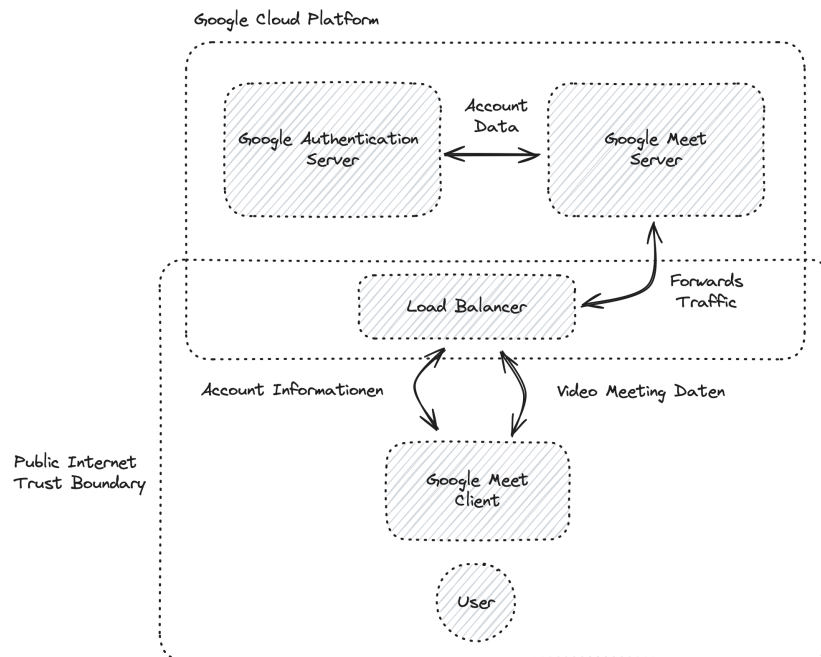 Google Cloud Platform
Google Authentication
Server
Account
Data
Google Meet
Server
Forwards
Traffic
Load Balancer
Account Informationen
Video Meeting Daten
Public Internet
Trust Boundary
Google Meet
Client
User